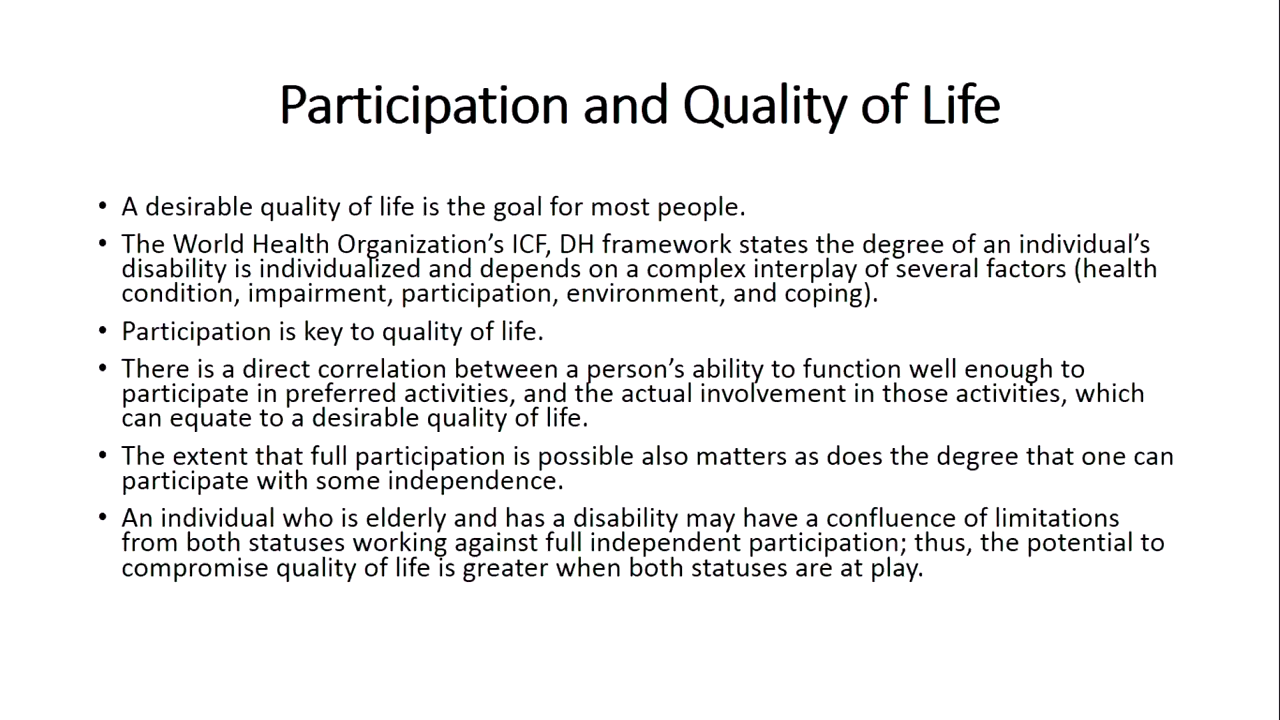 Participation and Quality of Life
• A desirable quality of life is the goal for most people.
• The World Health Organization’s ICF, DH framework states the degree of an individual’s
disability is individualized and depends on a complex interplay of several factors (health
condition, impairment, participation, environment, and coping).
• Participation is key to quality of life.
• There is a direct correlation between a person’s ability to function well enough to
participate in preferred activities, and the actual involvement in those activities, which
can equate to a desirable quality of life.
• The extent that full participation is possible also matters as does the degree that one can
participate with some independence.
• An individual who is elderly and has a disability may have a confluence of limitations
from both statuses working against full independent participation; thus, the potential to
compromise quality of life is greater when both statuses are at play.